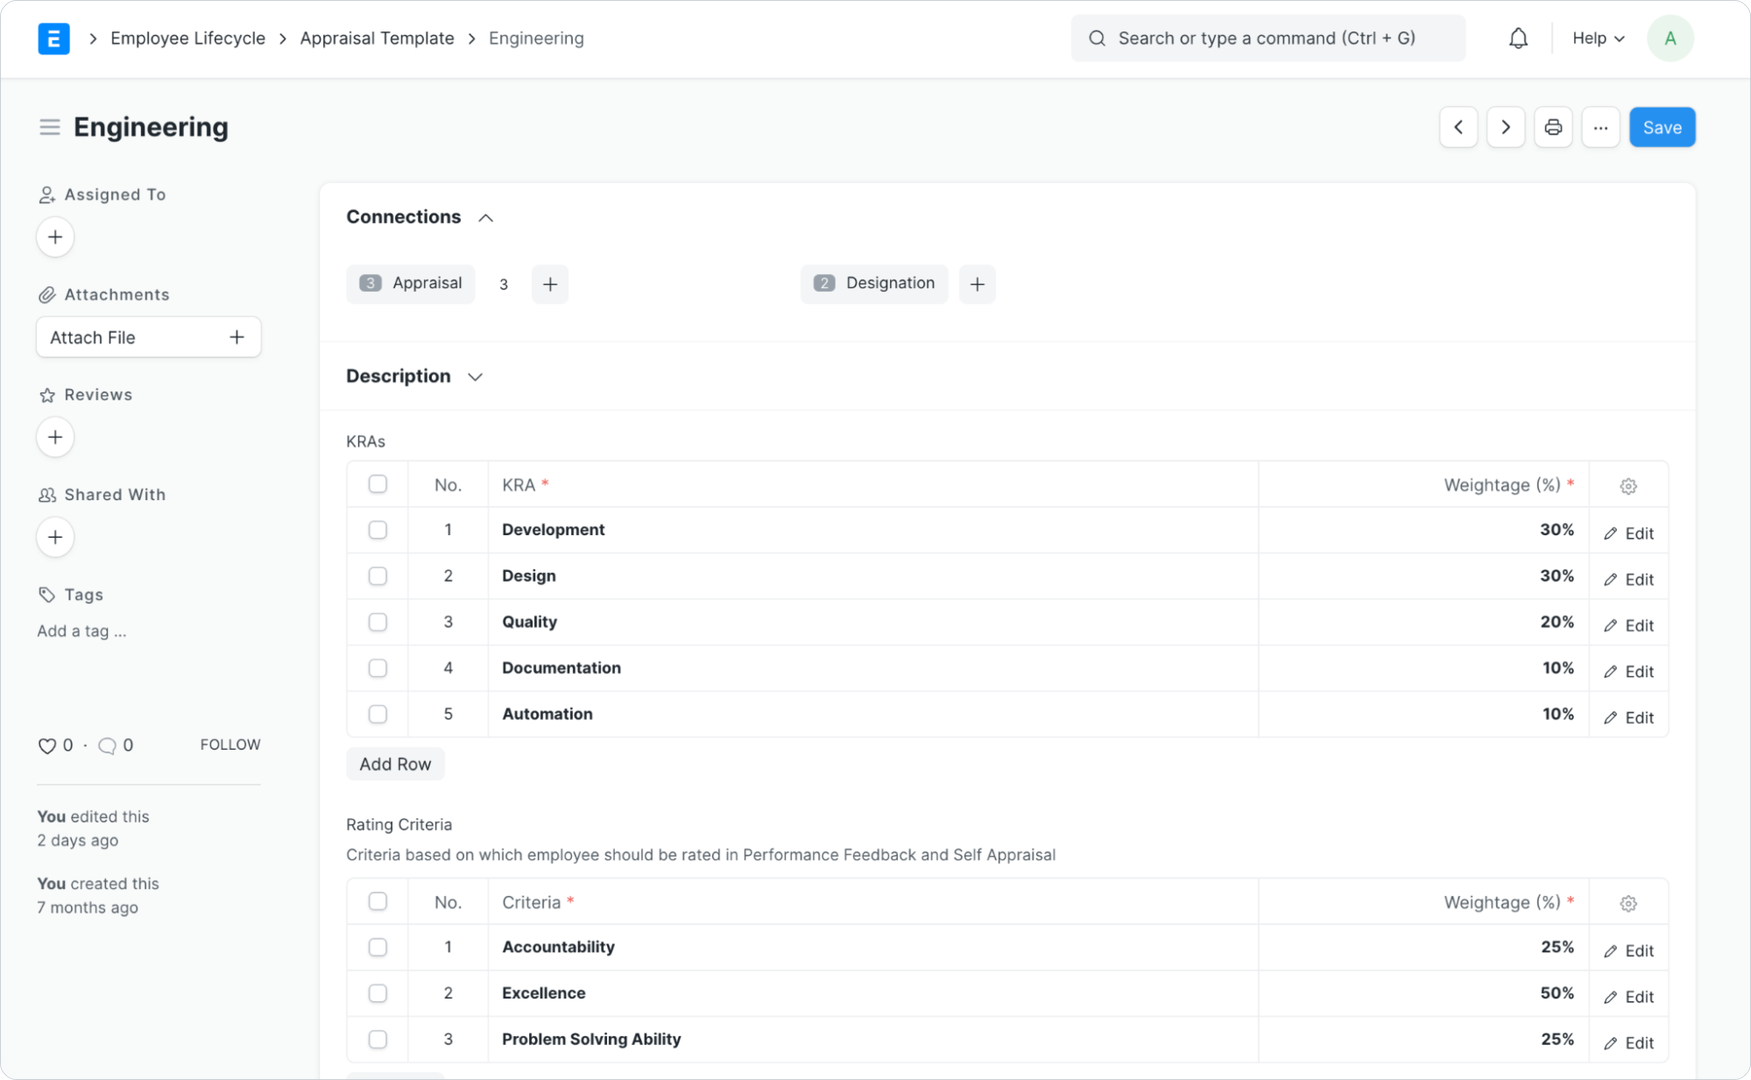 E > Employee Lifecycle > Appraisal Template > Engineering
Search or type a command (Ctrl + G)
Help
A
Engineering
...
Save
Assigned To
Attachments
Attach File
Reviews
Shared With
Tags
Add a tag ...
0 · 0
FOLLOW
You edited this
2 days ago
You created this
7 months ago
Connections
3 Appraisal 3 +
2 Designation +
Description
KRAs
No. KRA * Weightage (%) *
1 Development 30% Edit
2 Design 30% Edit
3 Quality 20% Edit
4 Documentation 10% Edit
5 Automation 10% Edit
Add Row
Rating Criteria
Criteria based on which employee should be rated in Performance Feedback and Self Appraisal
No. Criteria * Weightage (%) *
1 Accountability 25% Edit
2 Excellence 50% Edit
3 Problem Solving Ability 25% Edit